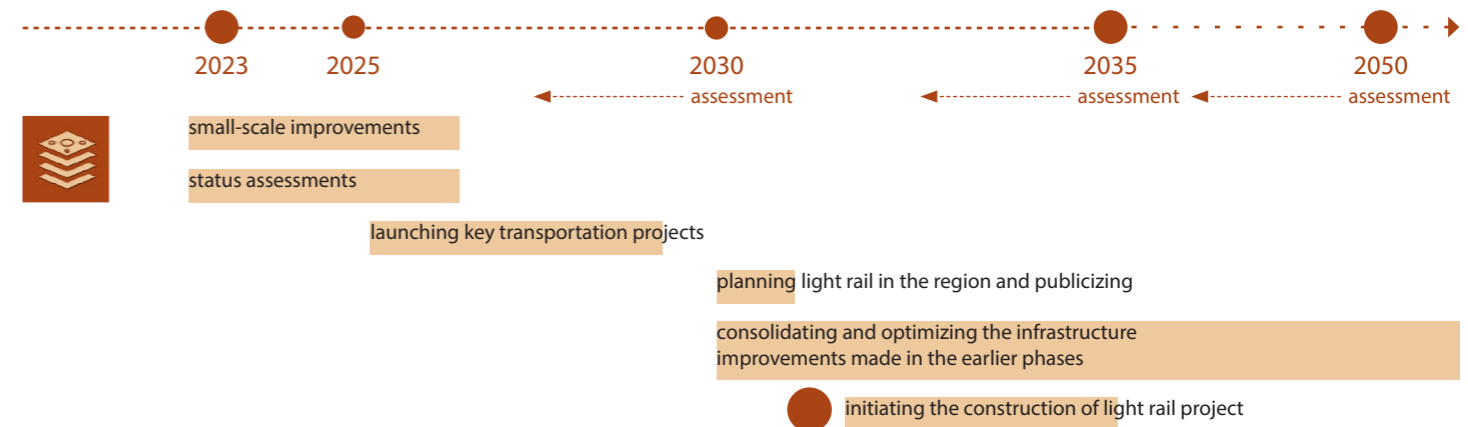 2023 2025 2030 2035 2050
assessment assessment assessment
small-scale improvements
status assessments
launching key transportation projects
planning light rail in the region and publicizing
consolidating and optimizing the infrastructure
improvements made in the earlier phases
initiating the construction of light rail project